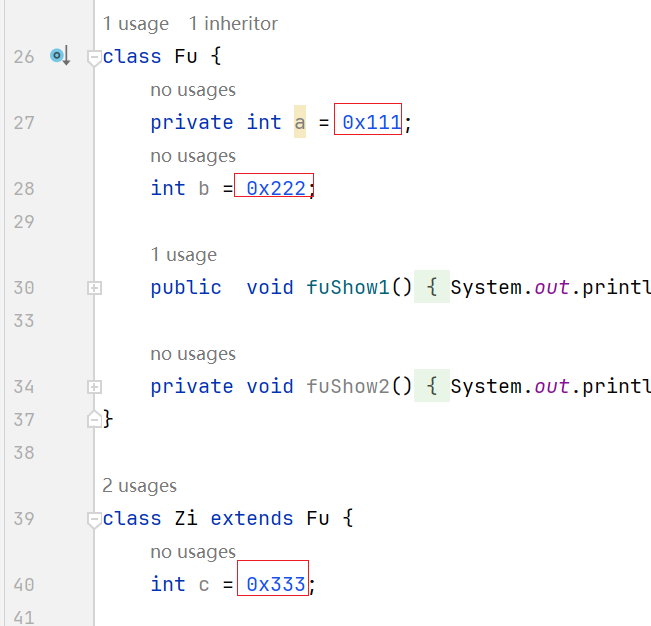 1 usage 1 inheritor
26 class Fu {
no usages
27 private int a = 0x111;
no usages
28 int b = 0x222;
29
1 usage
30 public void fuShow1() { System.out.printl
33
no usages
34 private void fuShow2() { System.out.printl
37 }
38
2 usages
39 class Zi extends Fu {
no usages
40 int c = 0x333;
41